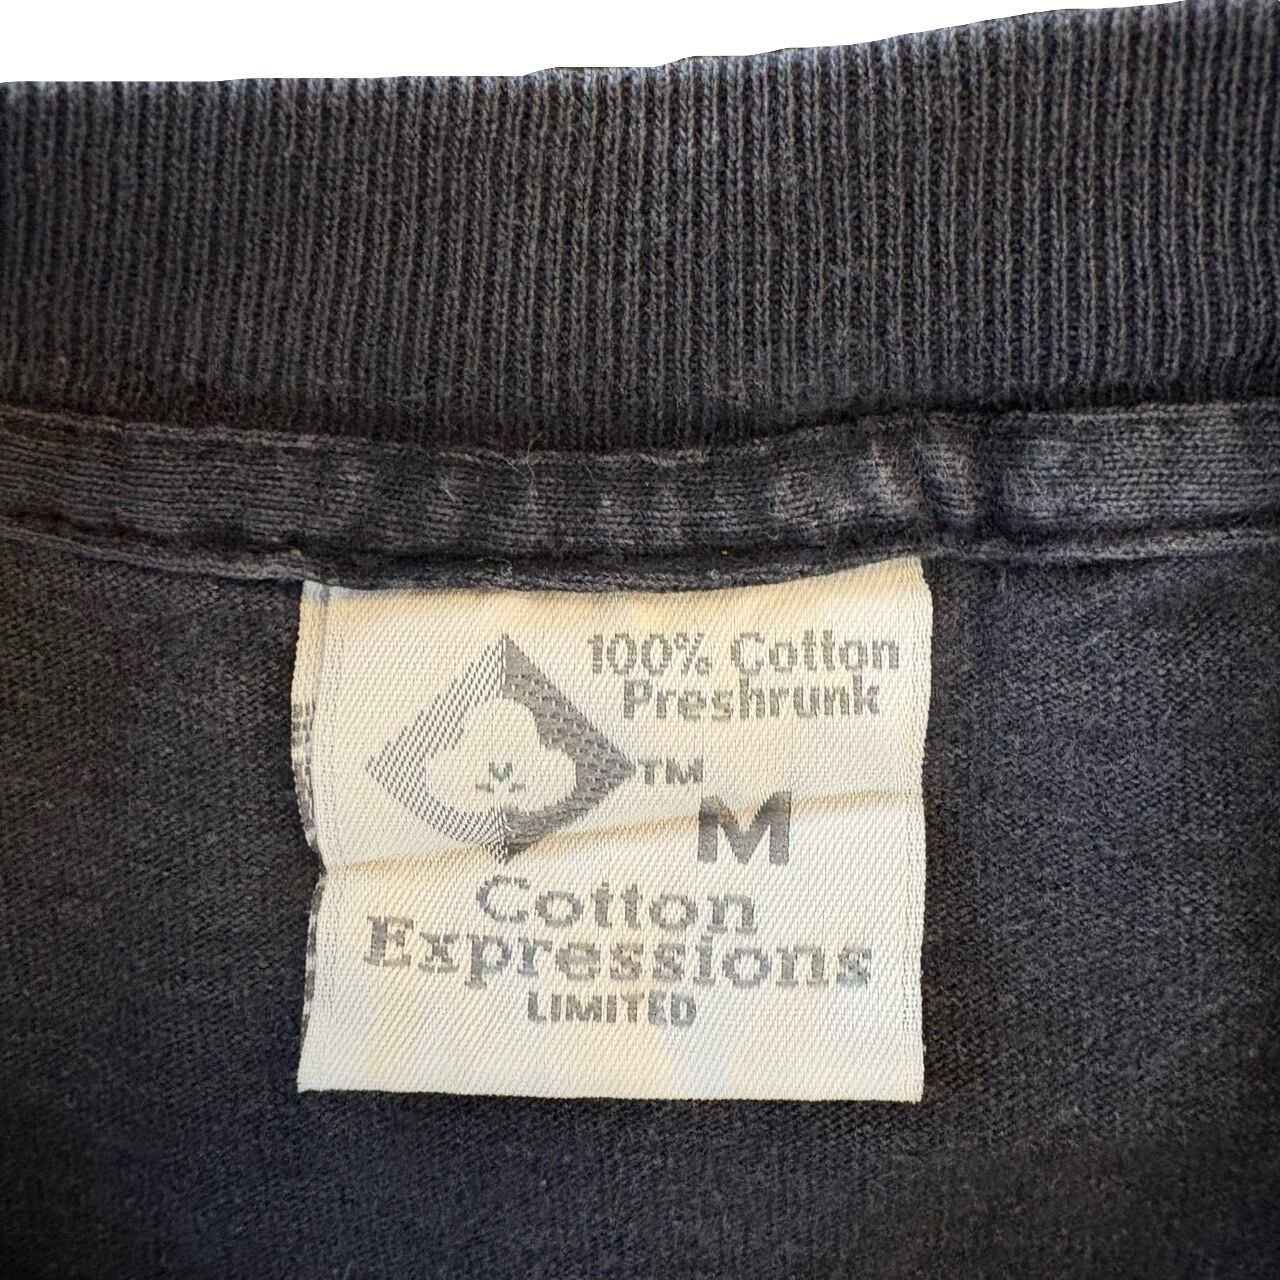 100% Cotton
Preshrunk
TM
M
Cotton
Expressions
LIMITED